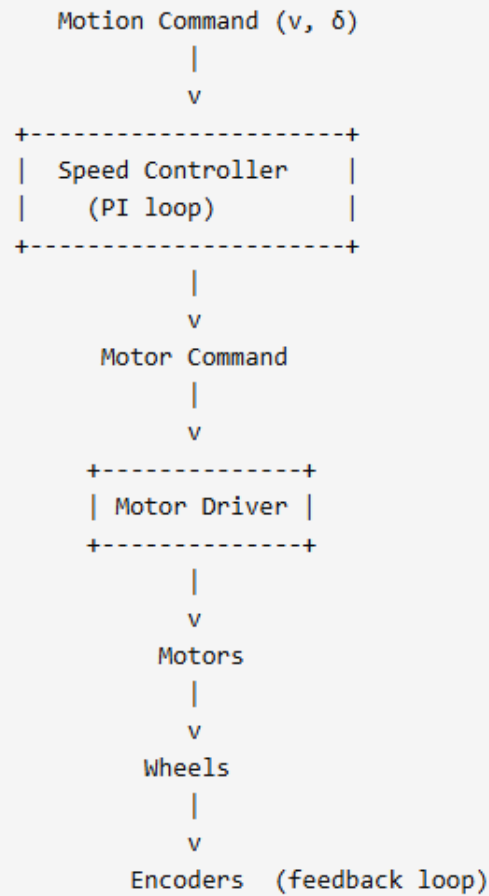 Motion Command (v, δ)
|
v
+----------------------+
|  Speed Controller    |
|    (PI loop)         |
+----------------------+
|
v
Motor Command
|
v
+--------------+
| Motor Driver |
+--------------+
|
v
Motors
|
v
Wheels
|
v
Encoders  (feedback loop)